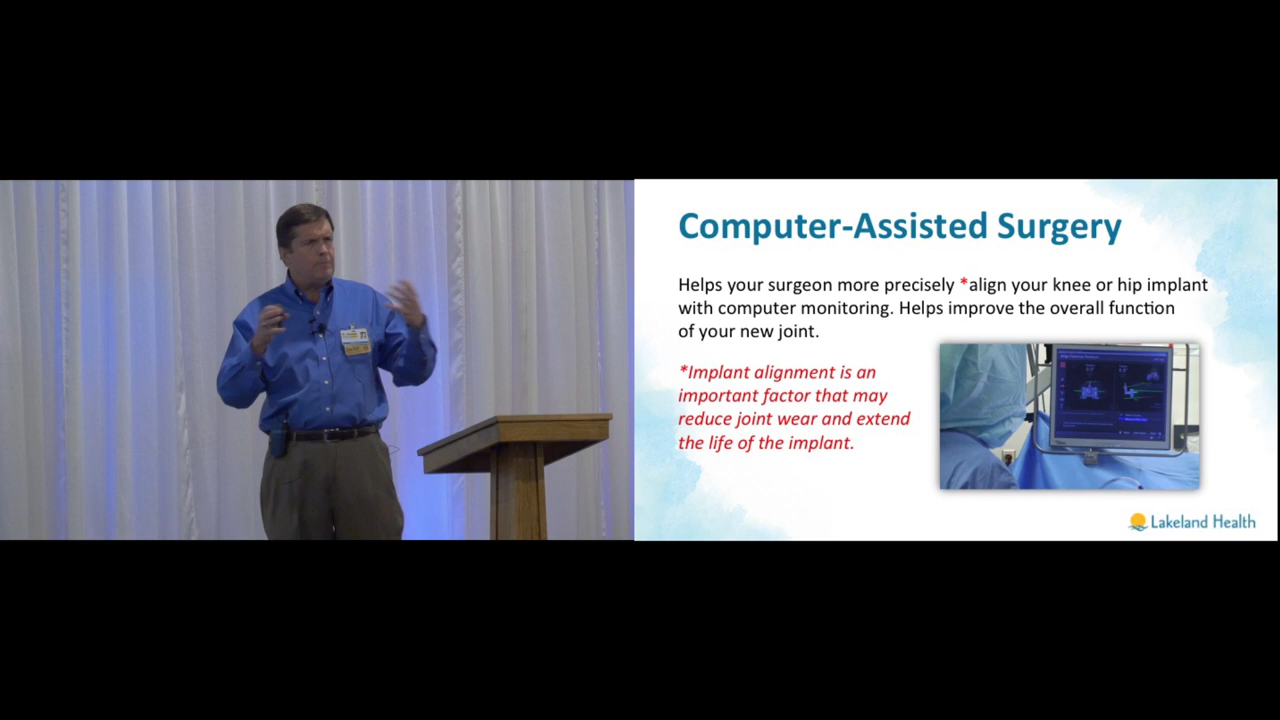 Computer-Assisted Surgery
Helps your surgeon more precisely *align your knee or hip implant
with computer monitoring. Helps improve the overall function
of your new joint.
*Implant alignment is an
important factor that may
reduce joint wear and extend
the life of the implant.
Lakeland Health